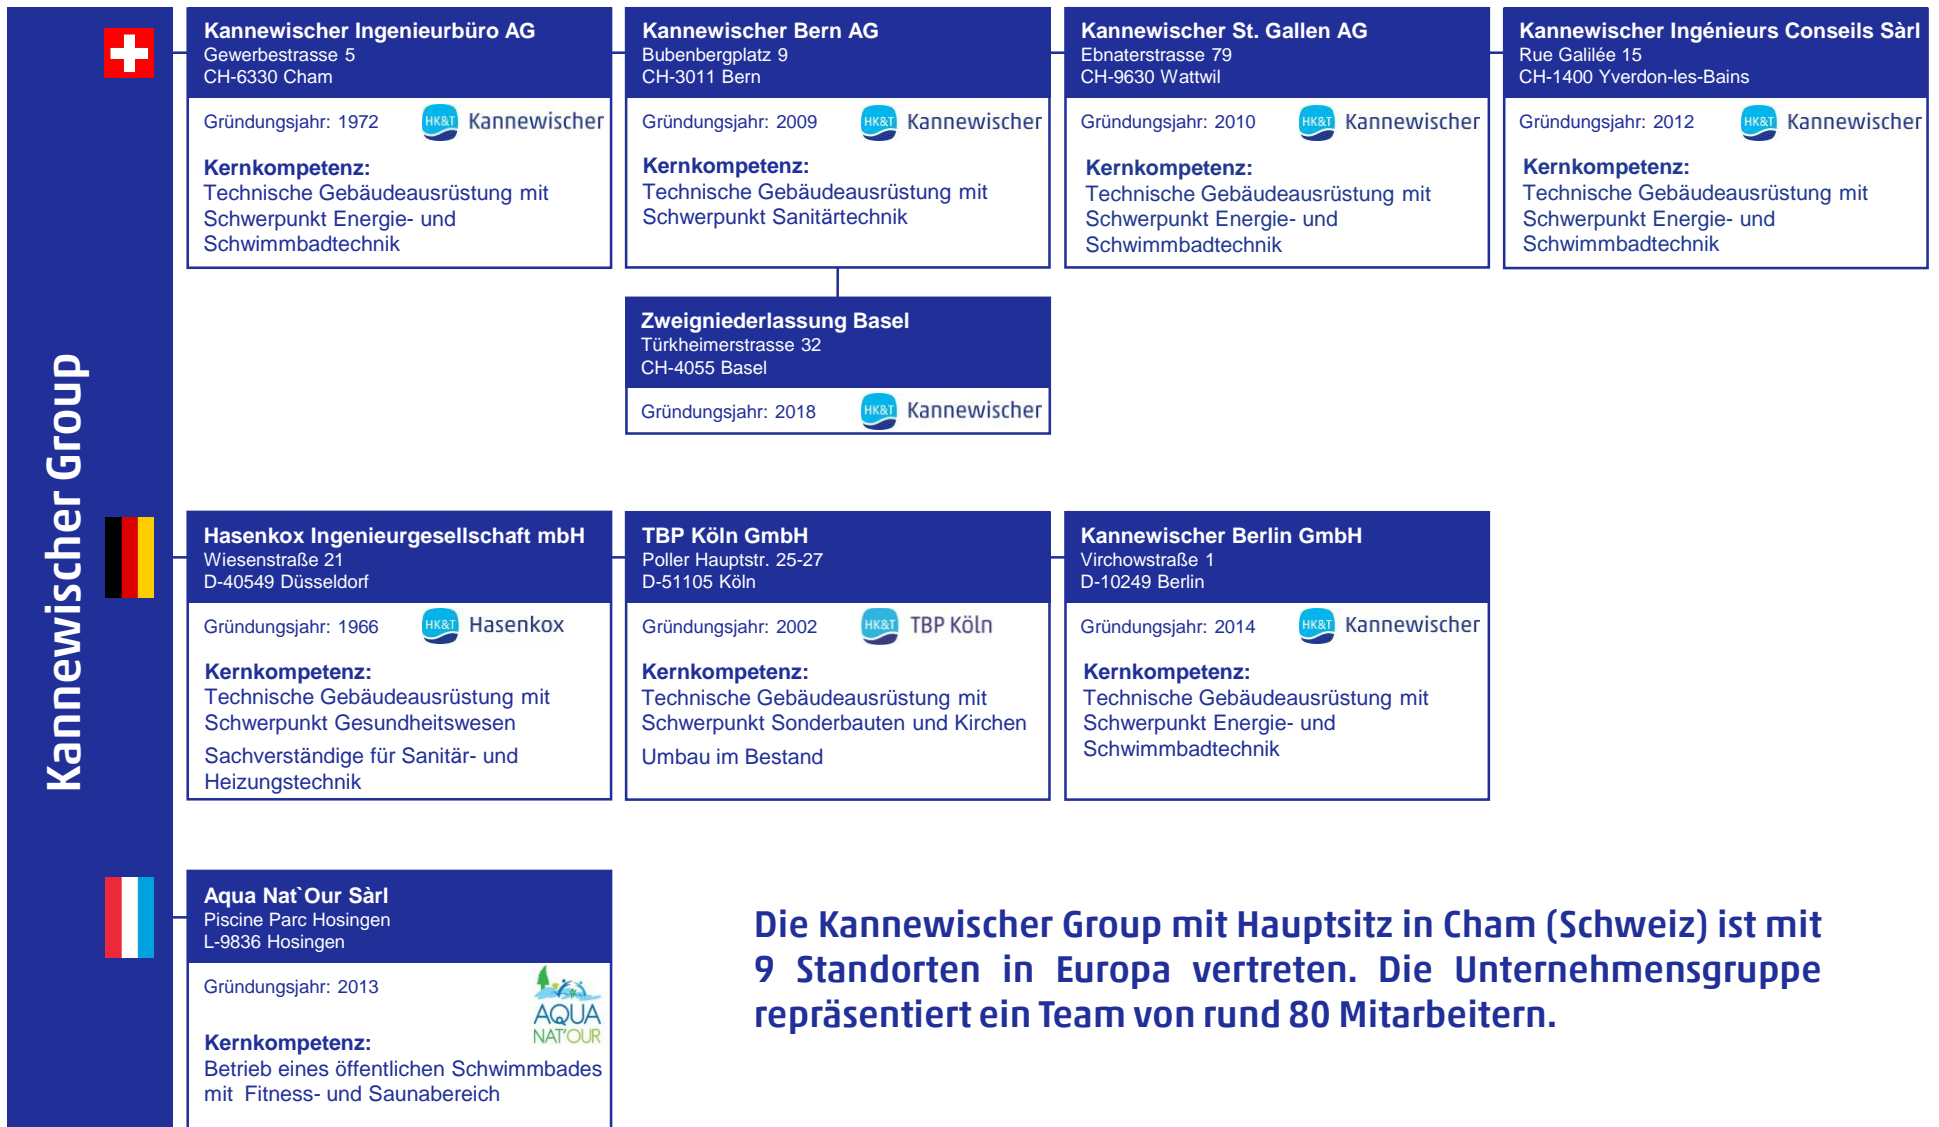 Kannewischer Group
Kannewischer Ingenieurbüro AG
Gewerbestrasse 5
CH-6330 Cham
Gründungsjahr: 1972
HK&T Kannewischer
Kernkompetenz:
Technische Gebäudeausrüstung mit
Schwerpunkt Energie- und
Schwimmbadtechnik
Kannewischer Bern AG
Bubenbergplatz 9
CH-3011 Bern
Gründungsjahr: 2009
HK&T Kannewischer
Kernkompetenz:
Technische Gebäudeausrüstung mit
Schwerpunkt Sanitärtechnik
Kannewischer St. Gallen AG
Ebnaterstrasse 79
CH-9630 Wattwil
Gründungsjahr: 2010
HK&T Kannewischer
Kernkompetenz:
Technische Gebäudeausrüstung mit
Schwerpunkt Energie- und
Schwimmbadtechnik
Kannewischer Ingénieurs Conseils Sàrl
Rue Galilée 15
CH-1400 Yverdon-les-Bains
Gründungsjahr: 2012
HK&T Kannewischer
Kernkompetenz:
Technische Gebäudeausrüstung mit
Schwerpunkt Energie- und
Schwimmbadtechnik
Zweigniederlassung Basel
Türkheimerstrasse 32
CH-4055 Basel
Gründungsjahr: 2018
HK&T Kannewischer
Hasenkox Ingenieurgesellschaft mbH
Wiesenstraße 21
D-40549 Düsseldorf
Gründungsjahr: 1966
HK&T Hasenkox
Kernkompetenz:
Technische Gebäudeausrüstung mit
Schwerpunkt Gesundheitswesen
Sachverständige für Sanitär- und
Heizungstechnik
TBP Köln GmbH
Poller Hauptstr. 25-27
D-51105 Köln
Gründungsjahr: 2002
HK&T TBP Köln
Kernkompetenz:
Technische Gebäudeausrüstung mit
Schwerpunkt Sonderbauten und Kirchen
Umbau im Bestand
Kannewischer Berlin GmbH
Virchowstraße 1
D-10249 Berlin
Gründungsjahr: 2014
HK&T Kannewischer
Kernkompetenz:
Technische Gebäudeausrüstung mit
Schwerpunkt Energie- und
Schwimmbadtechnik
Aqua Nat`Our Sàrl
Piscine Parc Hosingen
L-9836 Hosingen
Gründungsjahr: 2013
AQUA
NAT'OUR
Kernkompetenz:
Betrieb eines öffentlichen Schwimmbades
mit Fitness- und Saunabereich
Die Kannewischer Group mit Hauptsitz in Cham (Schweiz) ist mit
9 Standorten in Europa vertreten. Die Unternehmensgruppe
repräsentiert ein Team von rund 80 Mitarbeitern.